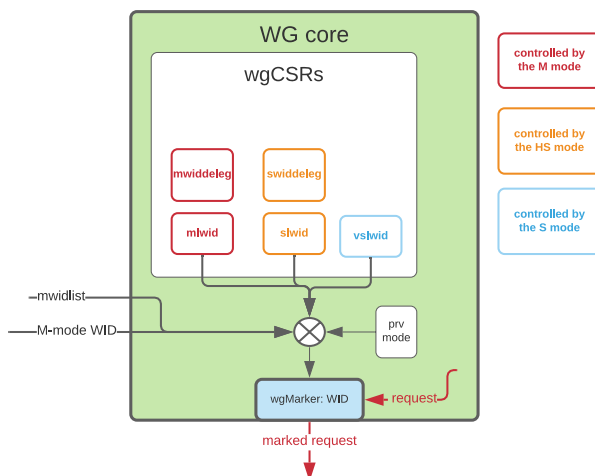 WG core
wgCSRs
controlled by
the M mode
mwiddeleg
swiddeleg
controlled by
the HS mode
mlwid
slwid
vslwid
controlled by
the S mode
mwidlist
M-mode WID
prv
mode
wgMarker: WID
request
marked request